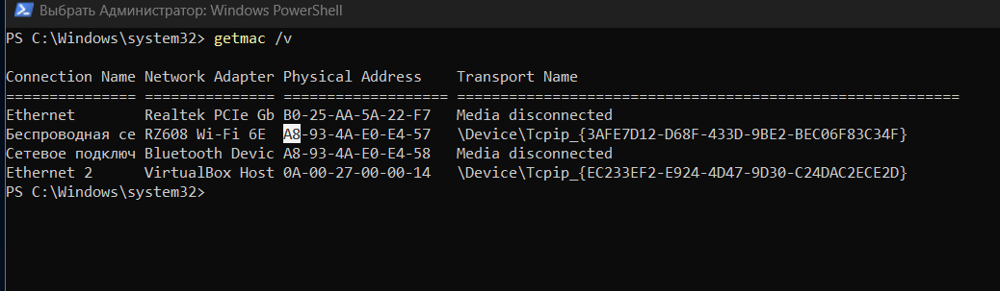 Выбрать Администратор: Windows PowerShell
PS C:\Windows\system32> getmac /v
Connection Name Network Adapter Physical Address    Transport Name
=============== =============== =================== ==========================================================
Ethernet        Realtek PCIe Gb B0-25-AA-5A-22-F7   Media disconnected
Беспроводная се RZ608 Wi-Fi 6E  A8-93-4A-E0-E4-57   \Device\Tcpip_{3AFE7D12-D68F-433D-9BE2-BEC06F83C34F}
Сетевое подключ Bluetooth Devic A8-93-4A-E0-E4-58   Media disconnected
Ethernet 2      VirtualBox Host 0A-00-27-00-00-14   \Device\Tcpip_{EC233EF2-E924-4D47-9D30-C24DAC2ECE2D}
PS C:\Windows\system32>